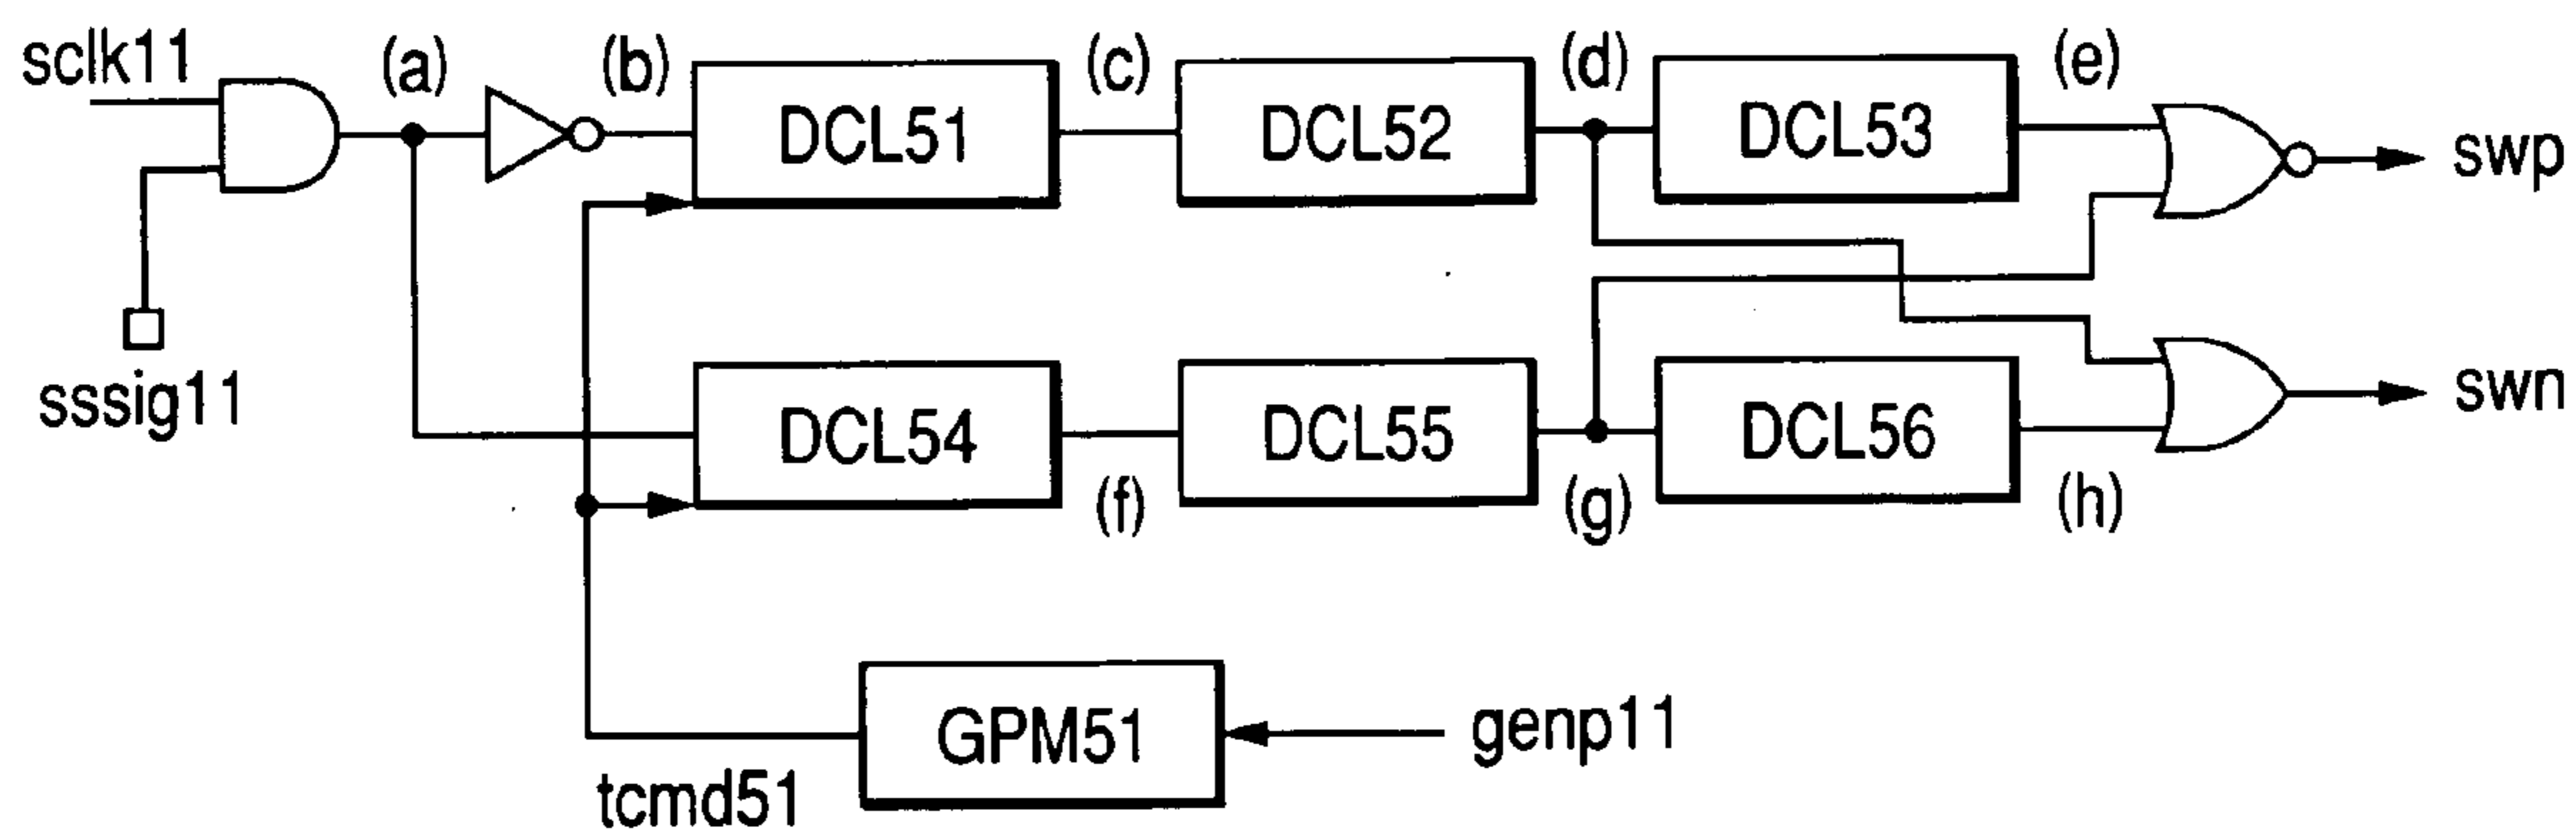 sclk11
(a)
(b)
DCL51
(c)
DCL52
(d)
DCL53
(e)
swp
sssig11
DCL54
(f)
DCL55
(g)
DCL56
(h)
swn
tcmd51
GPM51
genp11